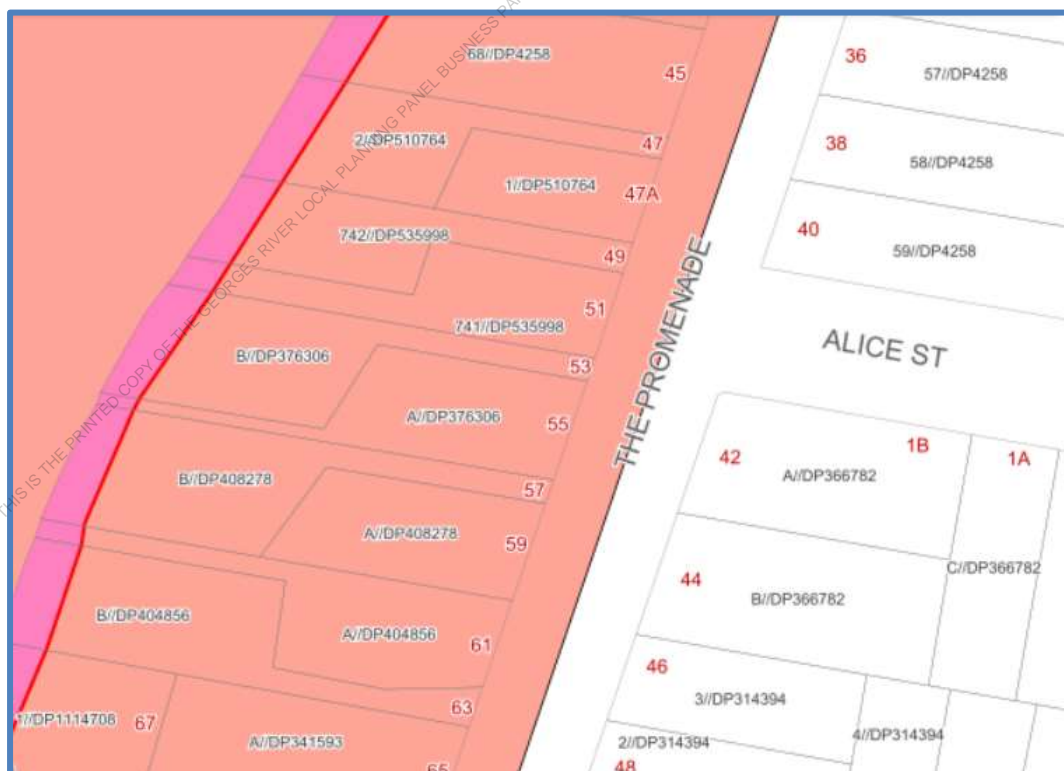 THIS IS THE PRINTED COPY OF THE GEORGES RIVER LOCAL PLANNING PANEL BUSINESS
68//DP4258
45
36
57//DP4258
2//DP510764
47
38
58//DP4258
1//DP510764
47A
742//DP535998
49
40
59//DP4258
51
741//DP535998
THE PROMENADE
ALICE ST
B//DP376306
53
A//DP376306
55
42
1B
1A
A//DP366782
B//DP408278
57
A//DP408278
59
C//DP366782
44
B//DP366782
B//DP404856
A//DP404856
61
46
3//DP314394
63
1//DP1114708
67
A//DP341593
2//DP314394
4//DP314394
65
48